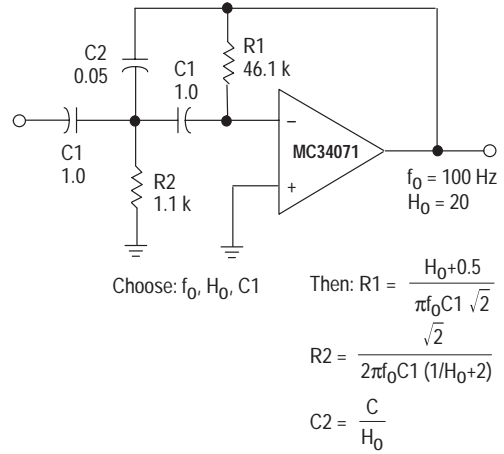 C2
0.05
R1
46.1 k
C1
1.0
C1
1.0
−
MC34071
+
R2
1.1 k
f0 = 100 Hz
H0 = 20
Choose: f0, H0, C1
Then: R1 = H0+0.5 / πf0C1 √2
R2 = √2 / 2πf0C1 (1/H0+2)
C2 = C / H0